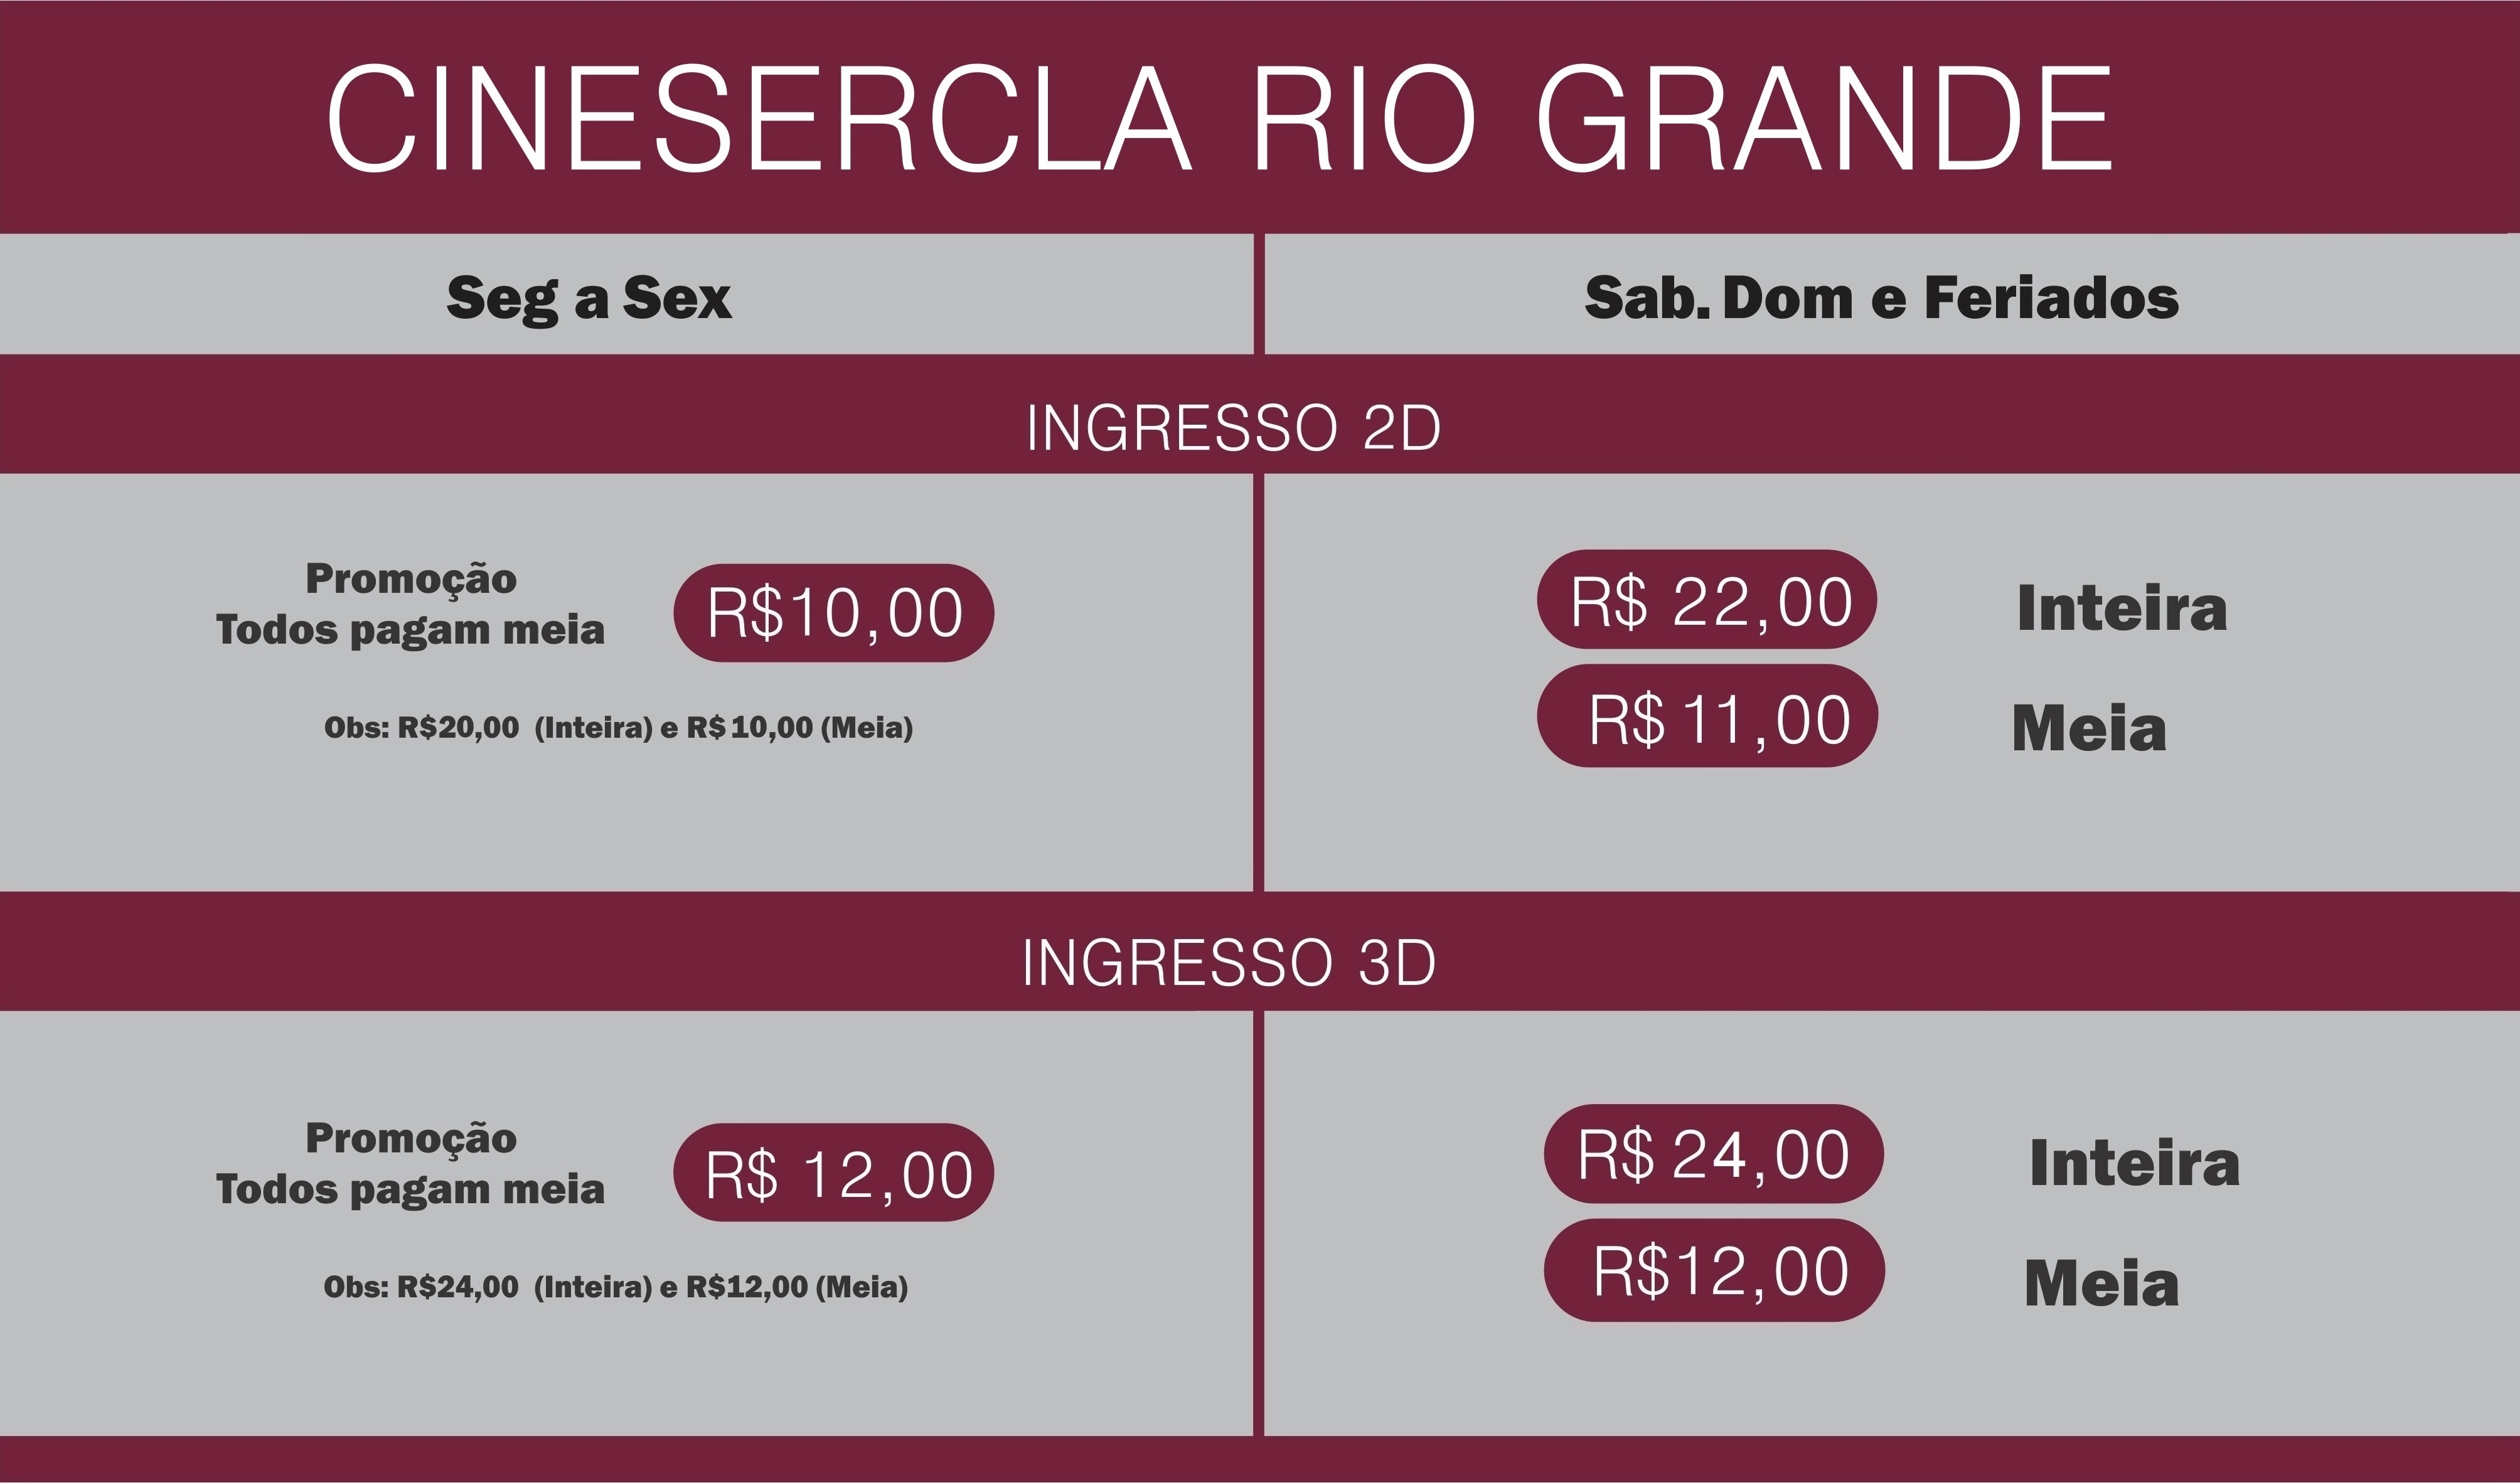 CINESERCLA RIO GRANDE
Seg a Sex
Sab. Dom e Feriados
INGRESSO 2D
Promoção
Todos pagam meia
R$10,00
Obs: R$20,00 (Inteira) e R$ 10,00 (Meia)
R$ 22,00 Inteira
R$ 11,00 Meia
INGRESSO 3D
Promoção
Todos pagam meia
R$ 12,00
Obs: R$24,00 (Inteira) e R$12,00 (Meia)
R$ 24,00 Inteira
R$12,00 Meia